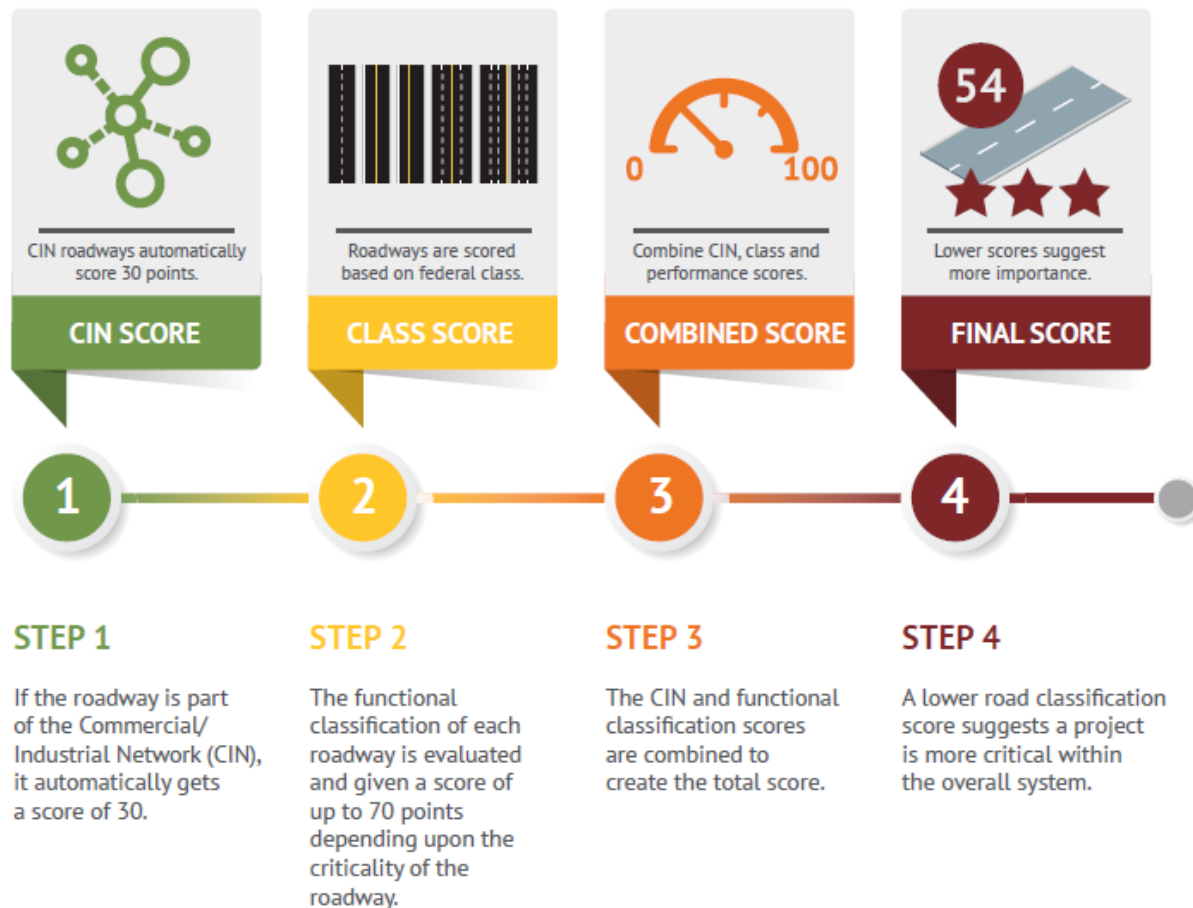 CIN roadways automatically
score 30 points.
CIN SCORE
1
STEP 1
If the roadway is part
of the Commercial/
Industrial Network (CIN),
it automatically gets
a score of 30.
Roadways are scored
based on federal class.
CLASS SCORE
2
STEP 2
The functional
classification of each
roadway is evaluated
and given a score of
up to 70 points
depending upon the
criticality of the
roadway.
0
100
Combine CIN, class and
performance scores.
COMBINED SCORE
3
STEP 3
The CIN and functional
classification scores
are combined to
create the total score.
54
Lower scores suggest
more importance.
FINAL SCORE
4
STEP 4
A lower road classification
score suggests a project
is more critical within
the overall system.